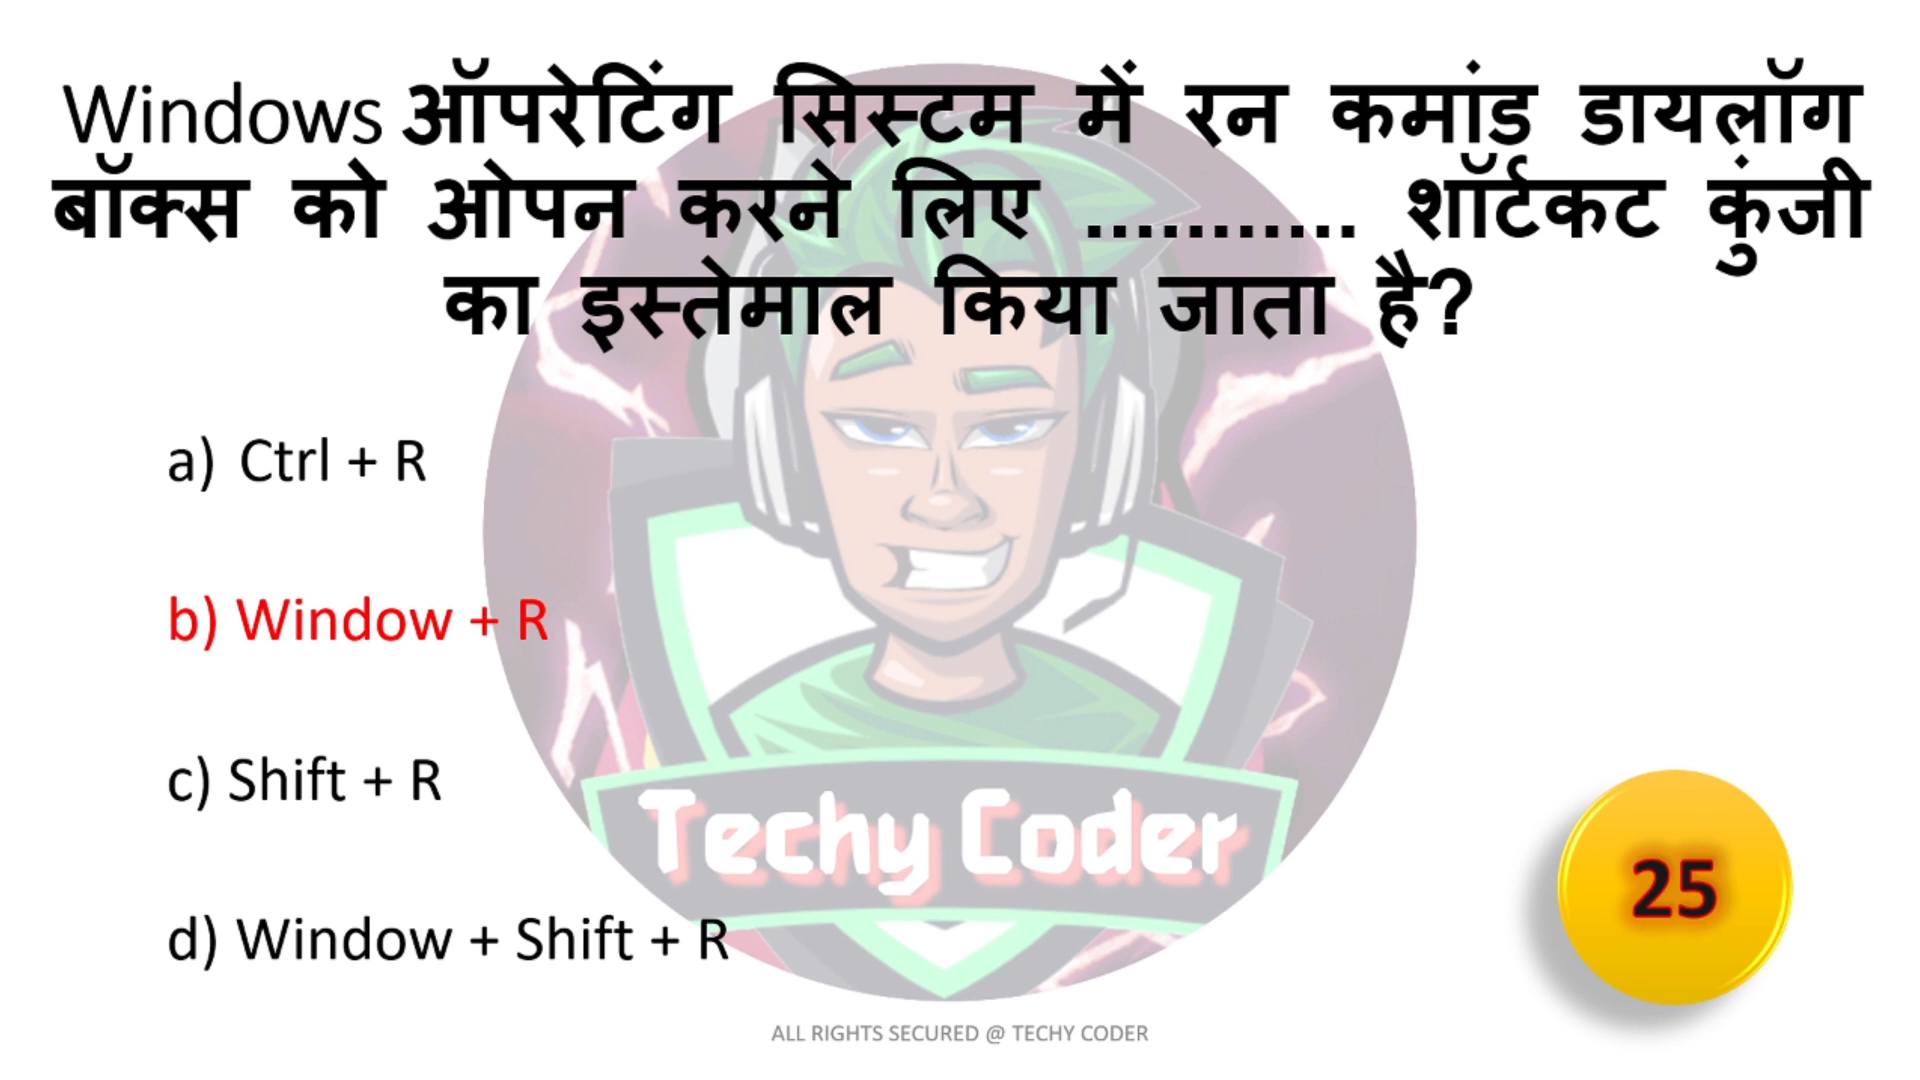 Windows ऑपरेटिंग सिस्टम में रन कमांड डायलॉग
बॉक्स को ओपन करने लिए ........... शॉर्टकट कुंजी
का इस्तेमाल किया जाता है?
a) Ctrl + R
b) Window + R
c) Shift + R
d) Window + Shift + R
Techy Coder
25
ALL RIGHTS SECURED @ TECHY CODER